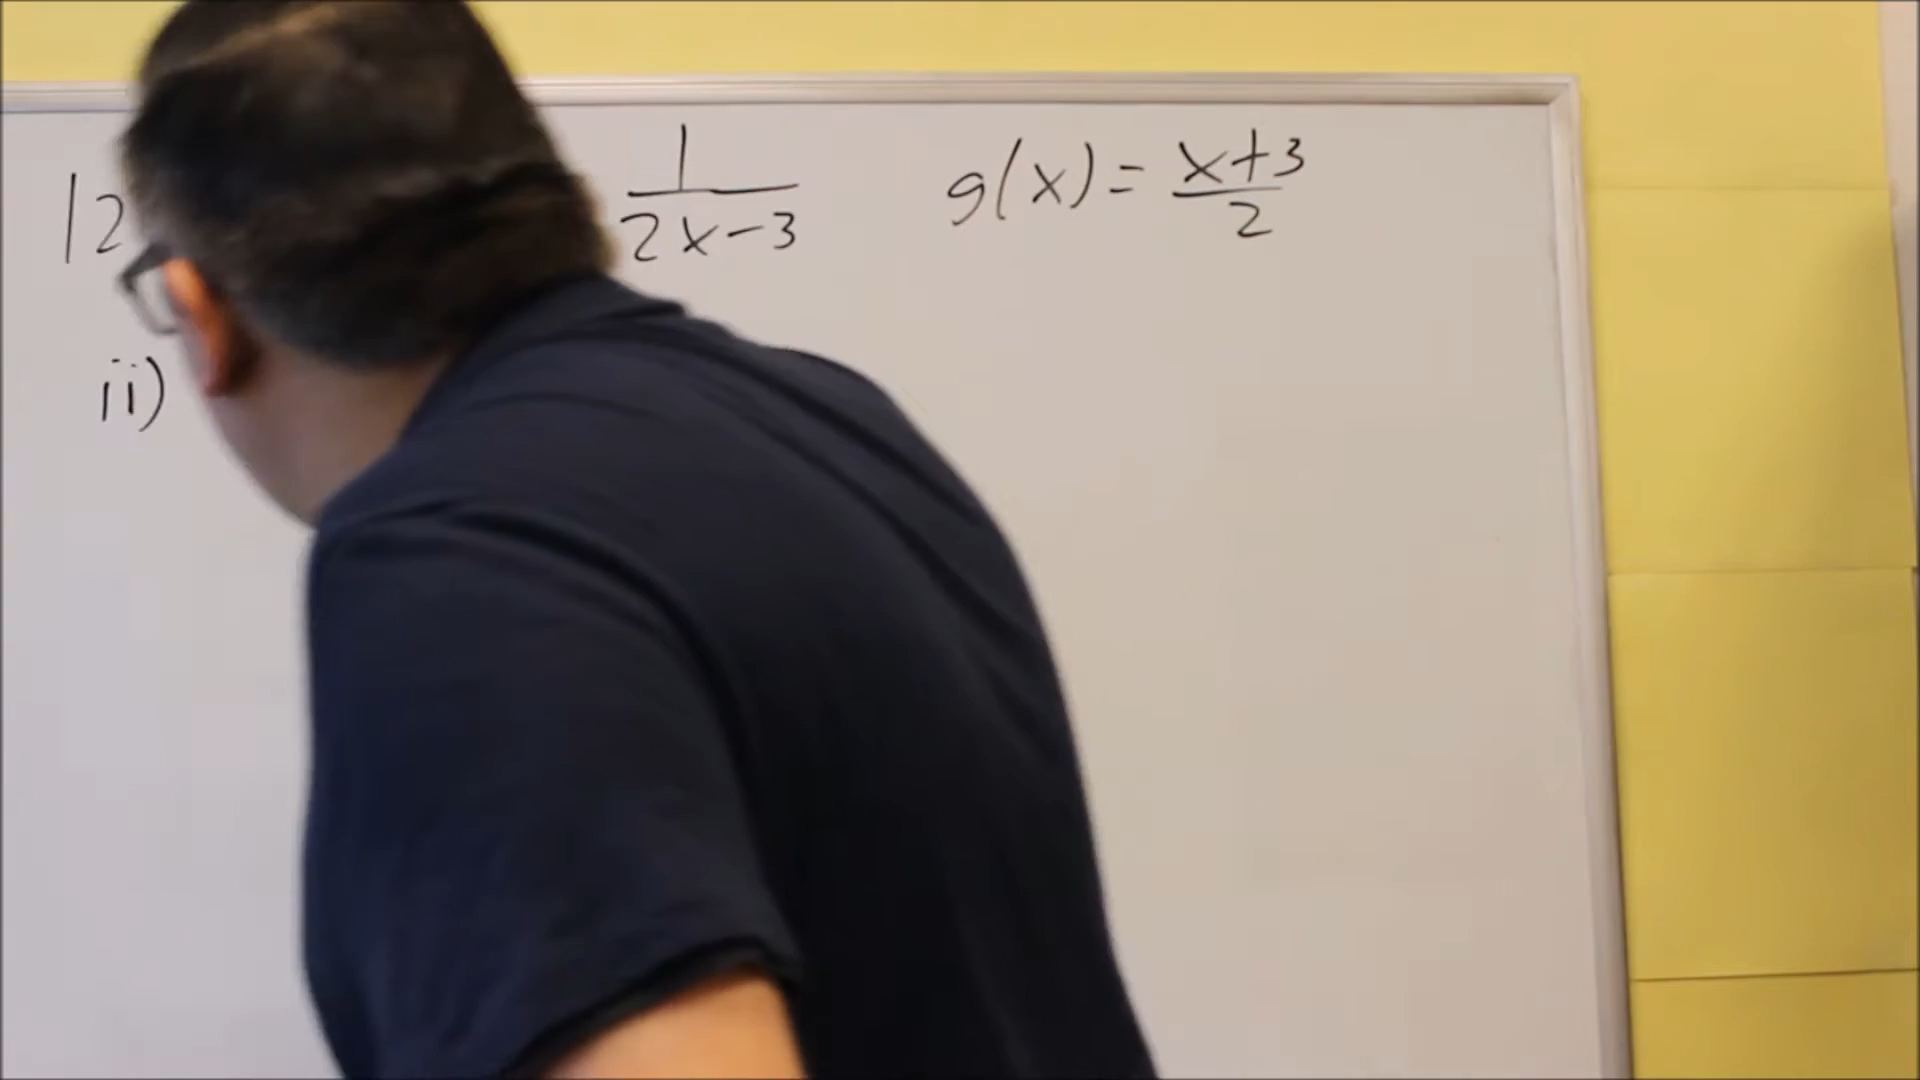 12 1/(2x-3) g(x) = (x+3)/2
ii)